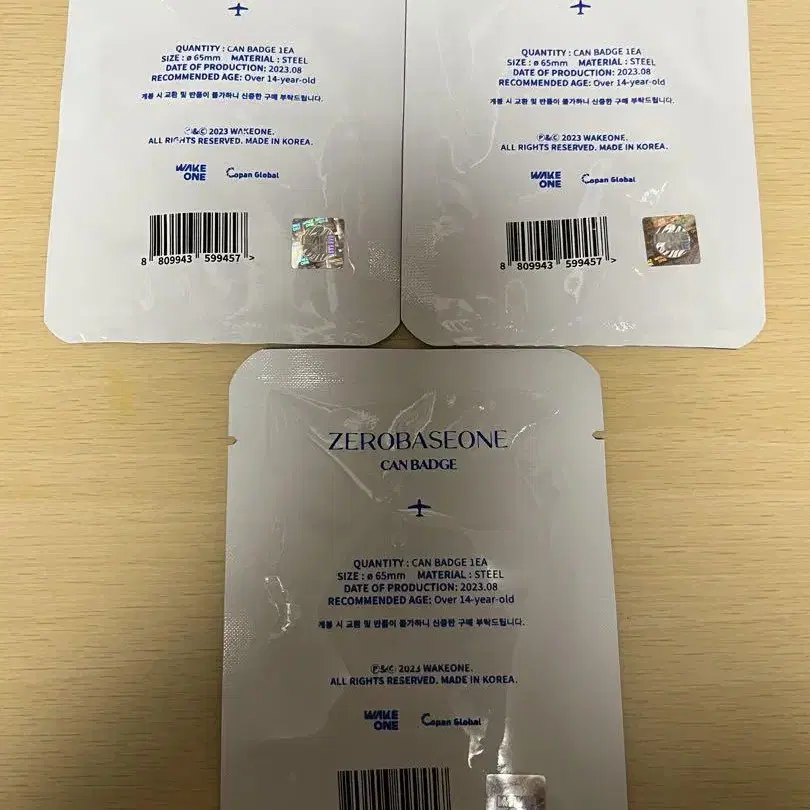 QUANTITY : CAN BADGE 1EA
SIZE : ø 65mm MATERIAL : STEEL
DATE OF PRODUCTION: 2023.08
RECOMMENDED AGE: Over 14-year-old
개봉 시 교환 및 반품이 불가하니 신중한 구매 부탁드립니다.
Ⓟ&© 2023 WAKEONE.
ALL RIGHTS RESERVED. MADE IN KOREA.
WAKE
ONE
Copan Global
8 809943 599457 >
QUANTITY : CAN BADGE 1EA
SIZE : ø 65mm MATERIAL : STEEL
DATE OF PRODUCTION: 2023.08
RECOMMENDED AGE: Over 14-year-old
개봉 시 교환 및 반품이 불가하니 신중한 구매 부탁드립니다.
Ⓟ&© 2023 WAKEONE.
ALL RIGHTS RESERVED. MADE IN KOREA.
WAKE
ONE
Copan Global
8 809943 599457 >
ZEROBASEONE
CAN BADGE
QUANTITY : CAN BADGE 1EA
SIZE : ø 65mm MATERIAL : STEEL
DATE OF PRODUCTION: 2023.08
RECOMMENDED AGE: Over 14-year-old
개봉 시 교환 및 반품이 불가하니 신중한 구매 부탁드립니다.
Ⓟ&© 2023 WAKEONE.
ALL RIGHTS RESERVED. MADE IN KOREA.
WAKE
ONE
Copan Global